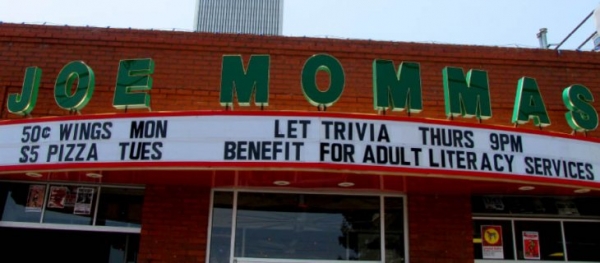 JOE MOMMAS
50¢ WINGS MON LET TRIVIA THURS 9PM
$5 PIZZA TUES BENEFIT FOR ADULT LITERACY SERVICES